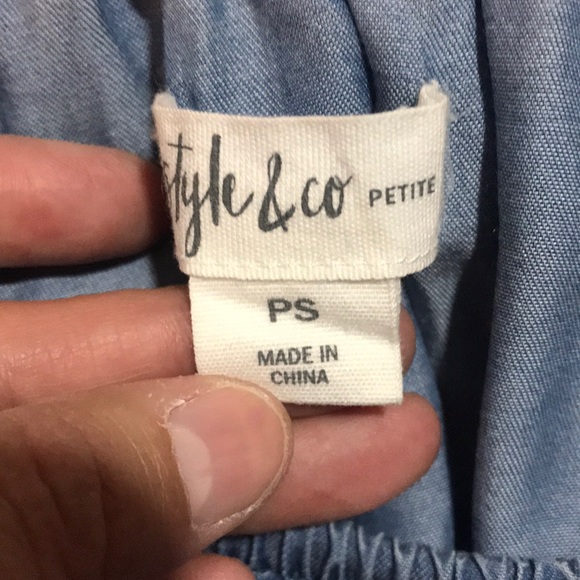 style & co PETITE
PS
MADE IN
CHINA